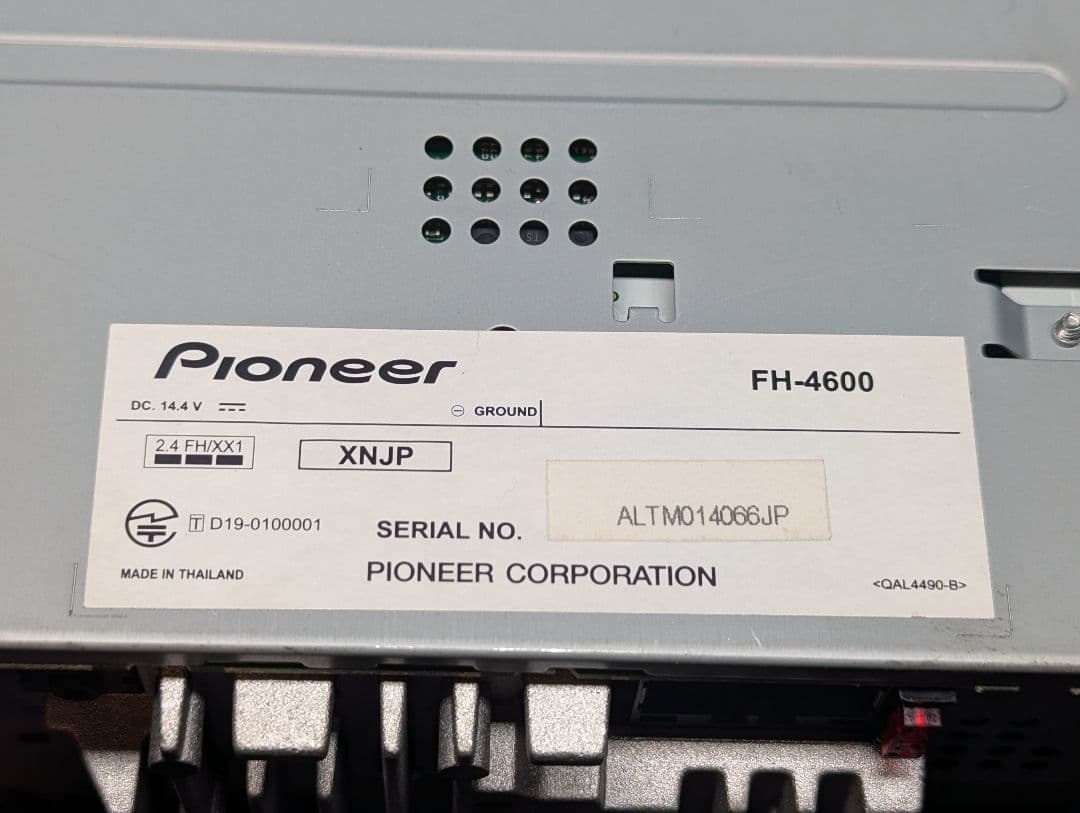 Pioneer
FH-4600
DC. 14.4 V
⊖ GROUND
2.4 FH/XX1
XNJP
T D19-0100001
SERIAL NO.
ALTM014066JP
MADE IN THAILAND
PIONEER CORPORATION
<QAL4490-B>